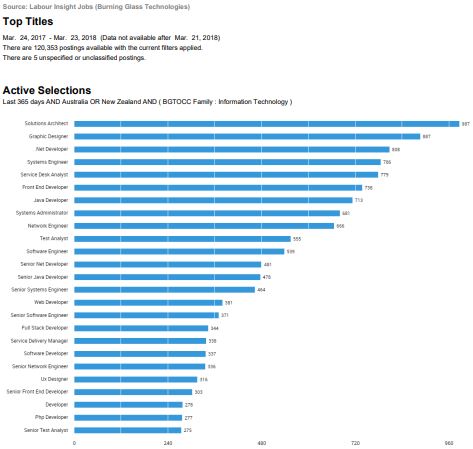 Source: Labour Insight Jobs (Burning Glass Technologies)
Top Titles
Mar. 24, 2017 - Mar. 23, 2018 (Data not available after Mar. 21, 2018)
There are 120,353 postings available with the current filters applied.
There are 5 unspecified or unclassified postings.
Active Selections
Last 365 days AND Australia OR New Zealand AND ( BGTOCC Family : Information Technology )
Solutions Architect 987
Graphic Designer 887
.Net Developer 808
Systems Engineer 786
Service Desk Analyst 779
Front End Developer 738
Java Developer 713
Systems Administrator 681
Network Engineer 666
Test Analyst 555
Software Engineer 539
Senior Net Developer 481
Senior Java Developer 478
Senior Systems Engineer 464
Web Developer 381
Senior Software Engineer 371
Full Stack Developer 344
Service Delivery Manager 338
Software Developer 337
Senior Network Engineer 336
Ux Designer 316
Senior Front End Developer 303
Developer 278
Php Developer 277
Senior Test Analyst 275
0 240 480 720 960